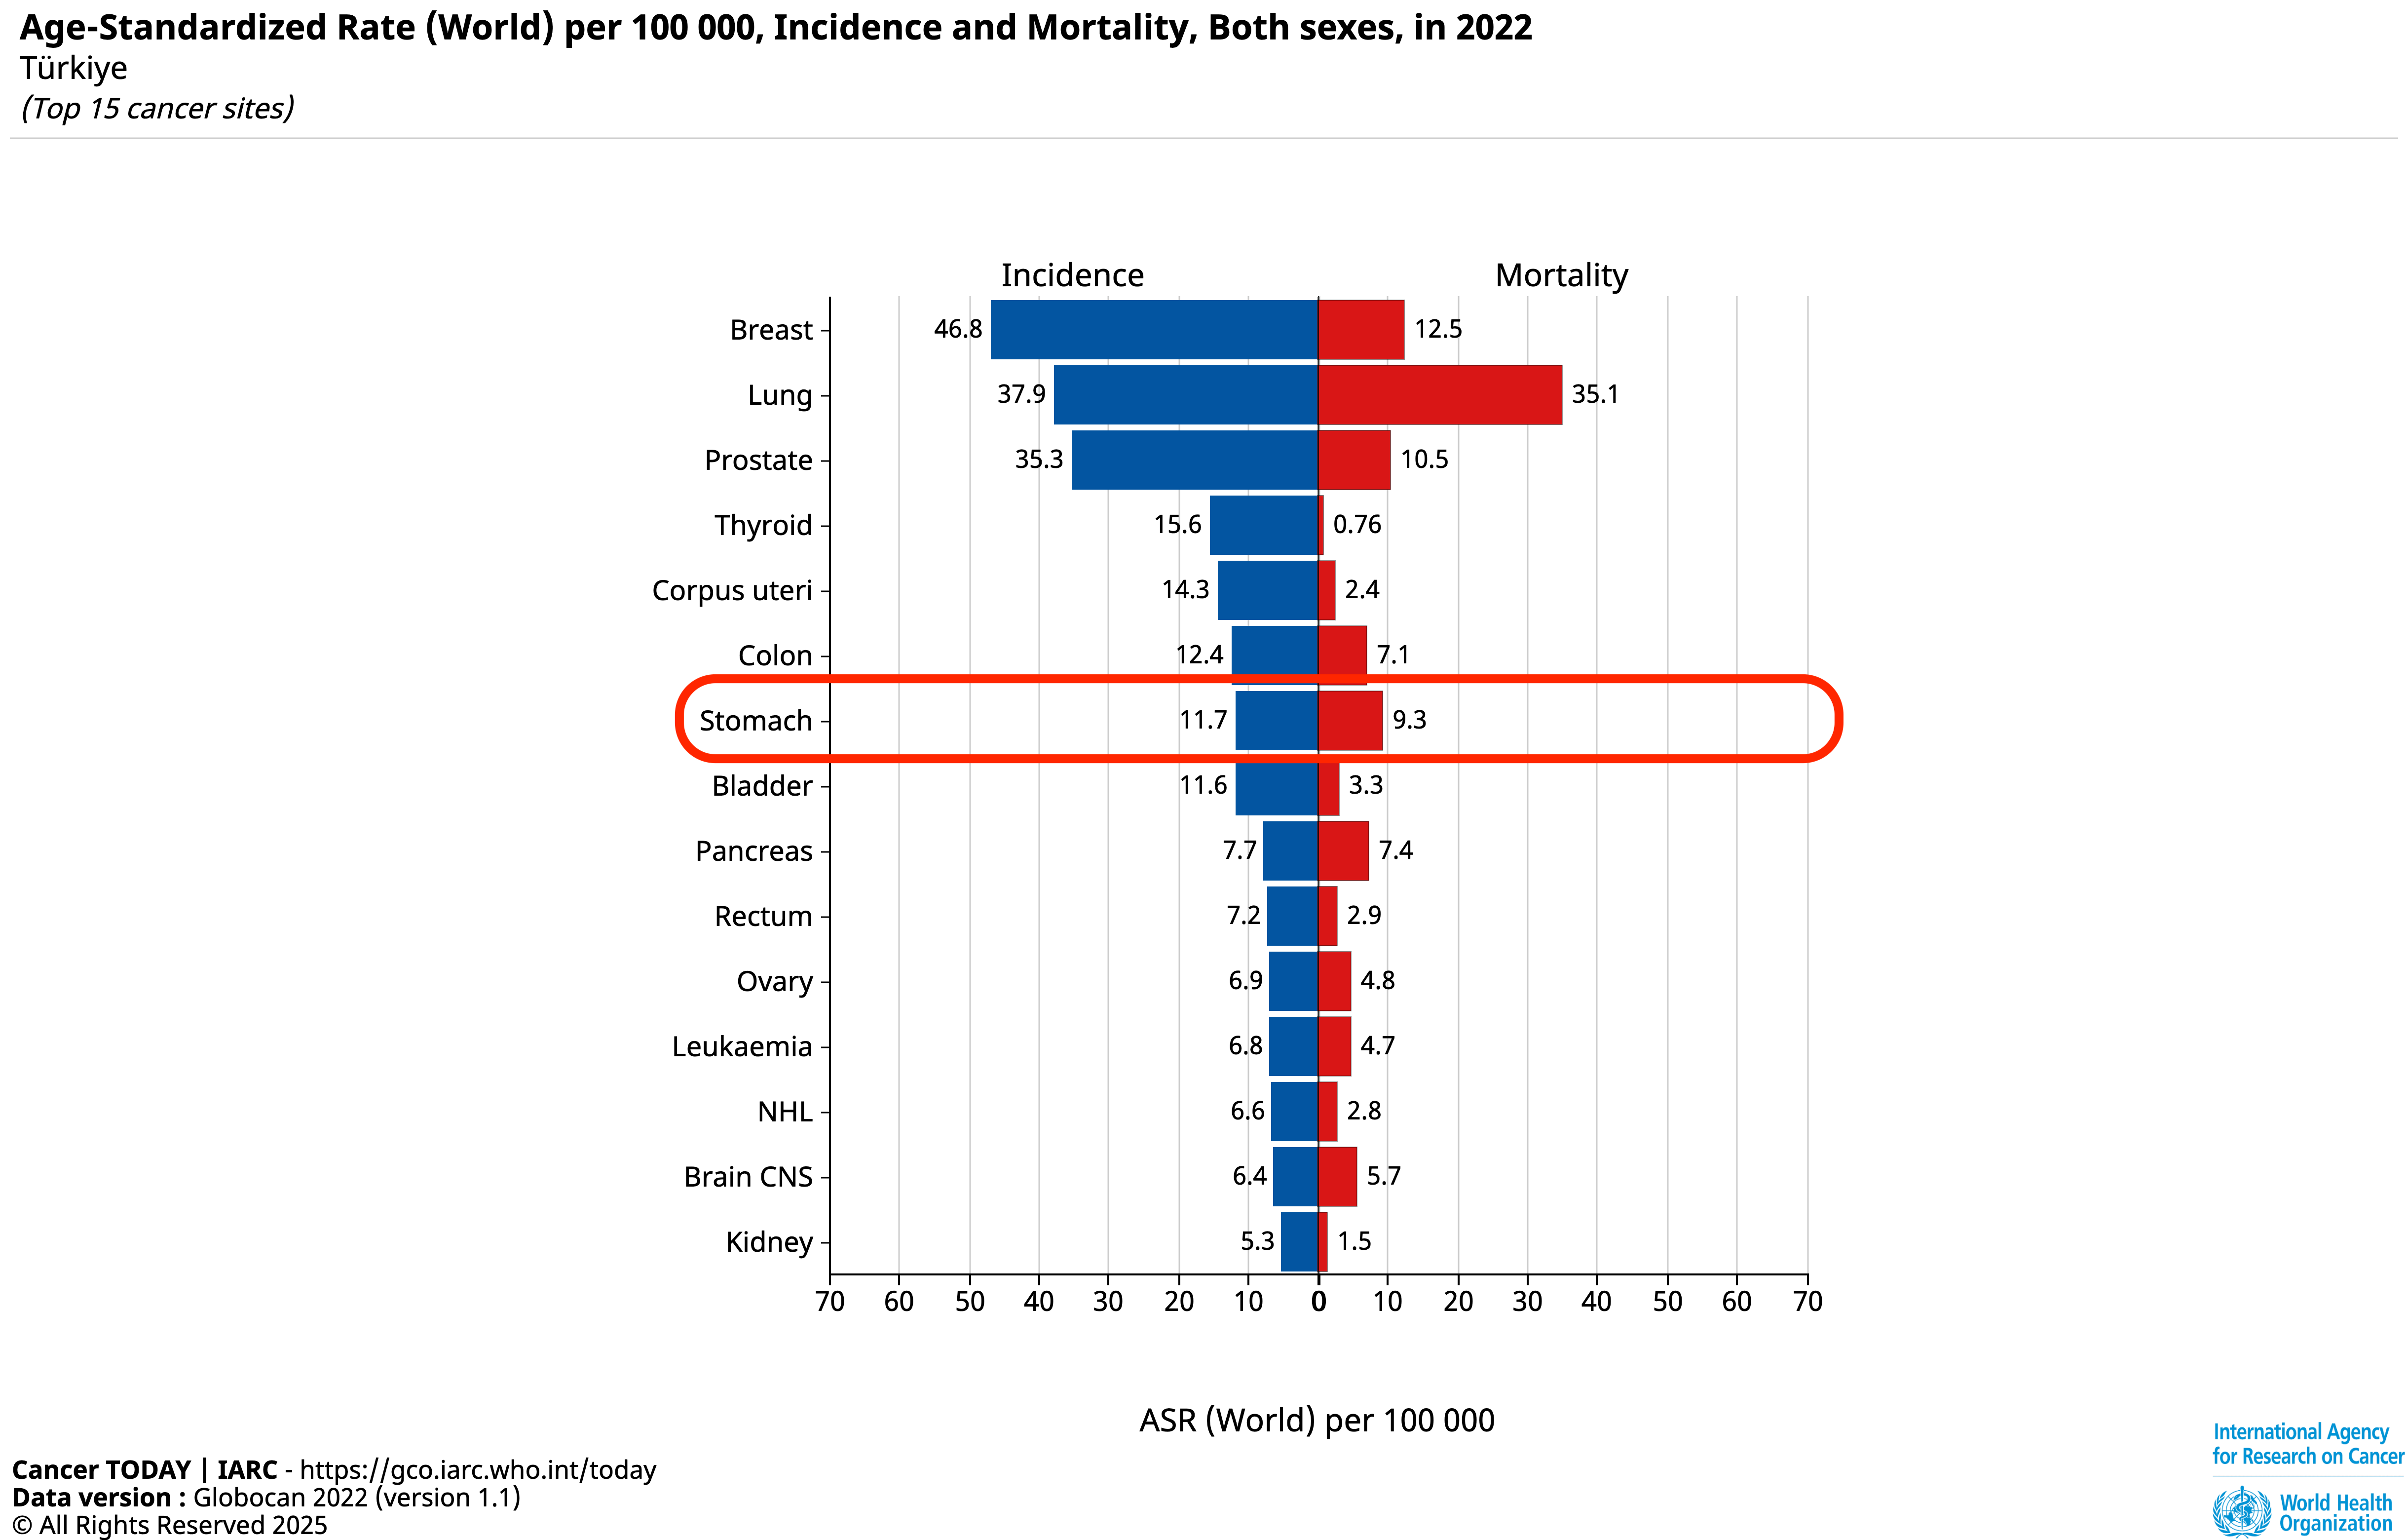 Age-Standardized Rate (World) per 100 000, Incidence and Mortality, Both sexes, in 2022
Türkiye
(Top 15 cancer sites)
Incidence Mortality
Breast 46.8 12.5
Lung 37.9 35.1
Prostate 35.3 10.5
Thyroid 15.6 0.76
Corpus uteri 14.3 2.4
Colon 12.4 7.1
Stomach 11.7 9.3
Bladder 11.6 3.3
Pancreas 7.7 7.4
Rectum 7.2 2.9
Ovary 6.9 4.8
Leukaemia 6.8 4.7
NHL 6.6 2.8
Brain CNS 6.4 5.7
Kidney 5.3 1.5
70 60 50 40 30 20 10 0 10 20 30 40 50 60 70
ASR (World) per 100 000
Cancer TODAY | IARC - https://gco.iarc.who.int/today
Data version : Globocan 2022 (version 1.1)
© All Rights Reserved 2025
International Agency
for Research on Cancer
World Health
Organization